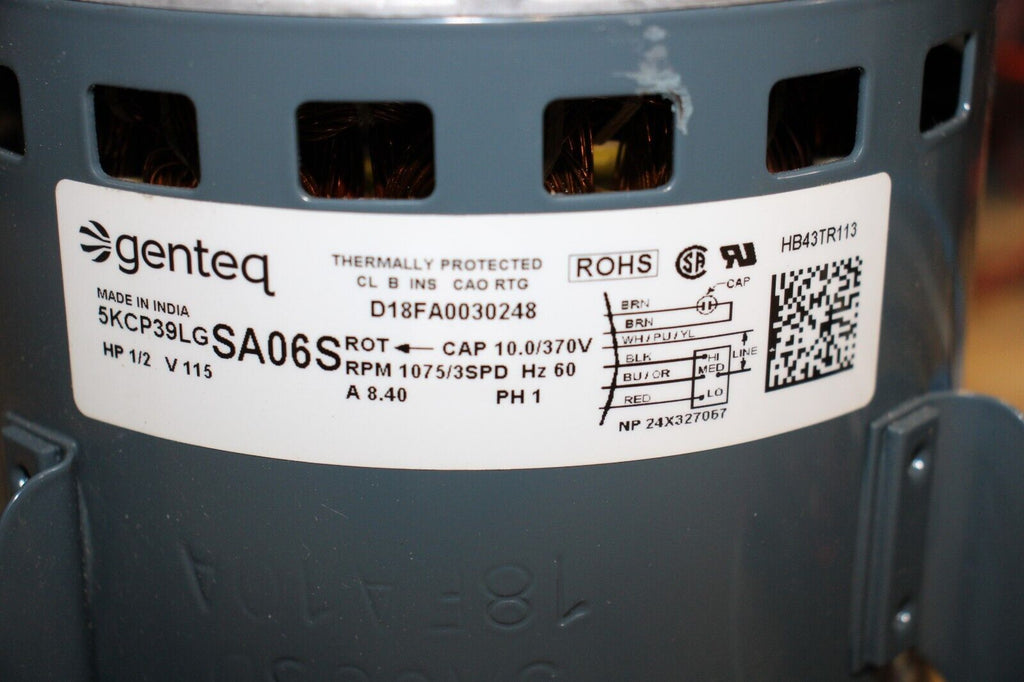 genteq
MADE IN INDIA
5KCP39LGSA06S
HP 1/2 V 115
THERMALLY PROTECTED
CL B INS CAO RTG
D18FA0030248
ROT CAP 10.0/370V
RPM 1075/3SPD Hz 60
A 8.40 PH 1
ROHS
HB43TR113
CAP
BRN
BRN
WH/PU/YL
BLK HI
LINE
BU/OR MED
RED LO
NP 24X327067
18FA10A